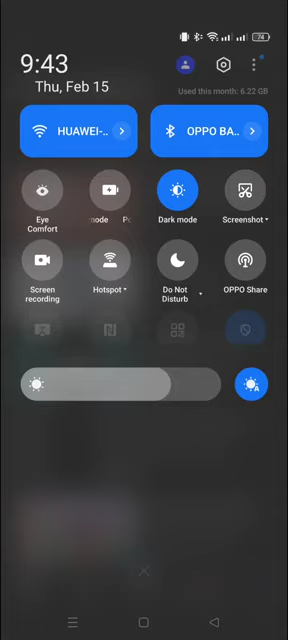 74
9:43
Thu, Feb 15
Used this month: 6.22 GB
HUAWEI-..
OPPO BA..
Eye
Comfort
mode
Dark mode
Screenshot
Screen
recording
Hotspot
Do Not
Disturb
OPPO Share
A